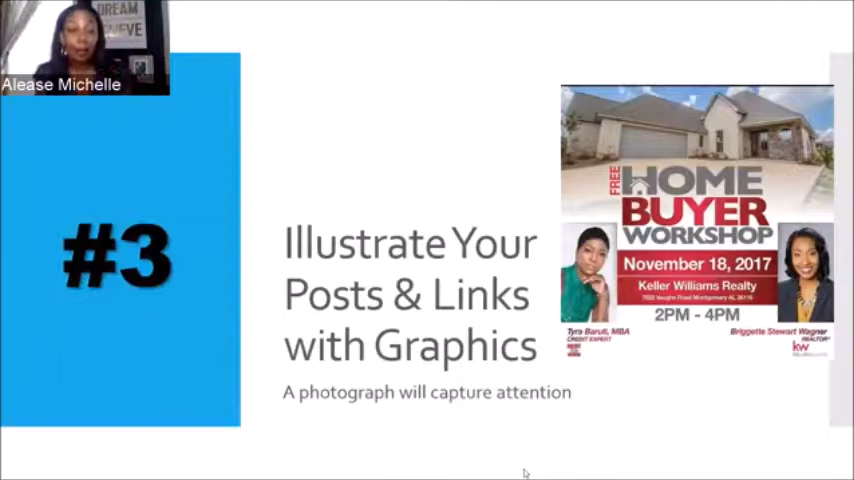 DREAM
Alease Michelle
#3
Illustrate Your
Posts & Links
with Graphics
A photograph will capture attention
FREE
HOME
BUYER
WORKSHOP
November 18, 2017
Keller Williams Realty
2PM - 4PM
Tyra Baruti, MBA
CREDIT EXPERT
Briggette Stewart Wagner
REALTOR
kw